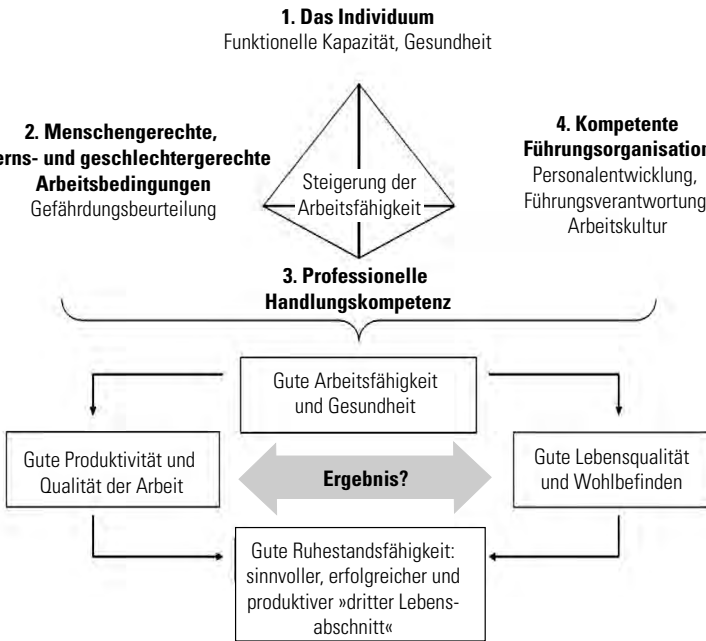 1. Das Individuum
Funktionelle Kapazität, Gesundheit
2. Menschengerechte,
erns- und geschlechtergerechte
Arbeitsbedingungen
Gefährdungsbeurteilung
Steigerung der
Arbeitsfähigkeit
4. Kompetente
Führungsorganisation
Personalentwicklung,
Führungsverantwortung
Arbeitskultur
3. Professionelle
Handlungskompetenz
Gute Arbeitsfähigkeit
und Gesundheit
Gute Produktivität und
Qualität der Arbeit
Ergebnis?
Gute Lebensqualität
und Wohlbefinden
Gute Ruhestandsfähigkeit:
sinnvoller, erfolgreicher und
produktiver »dritter Lebens-
abschnitt«